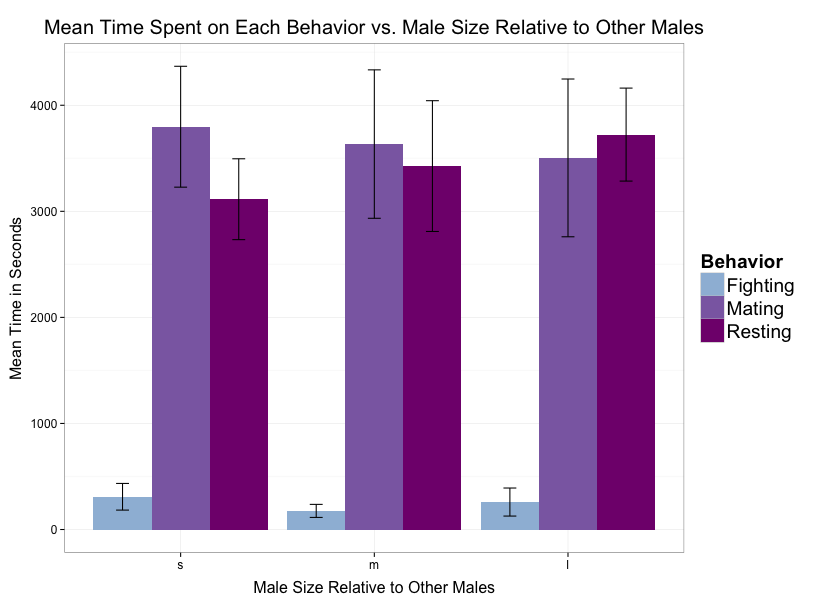 Mean Time Spent on Each Behavior vs. Male Size Relative to Other Males
Mean Time in Seconds
4000
3000
2000
1000
0
s m l
Male Size Relative to Other Males
Behavior
Fighting
Mating
Resting